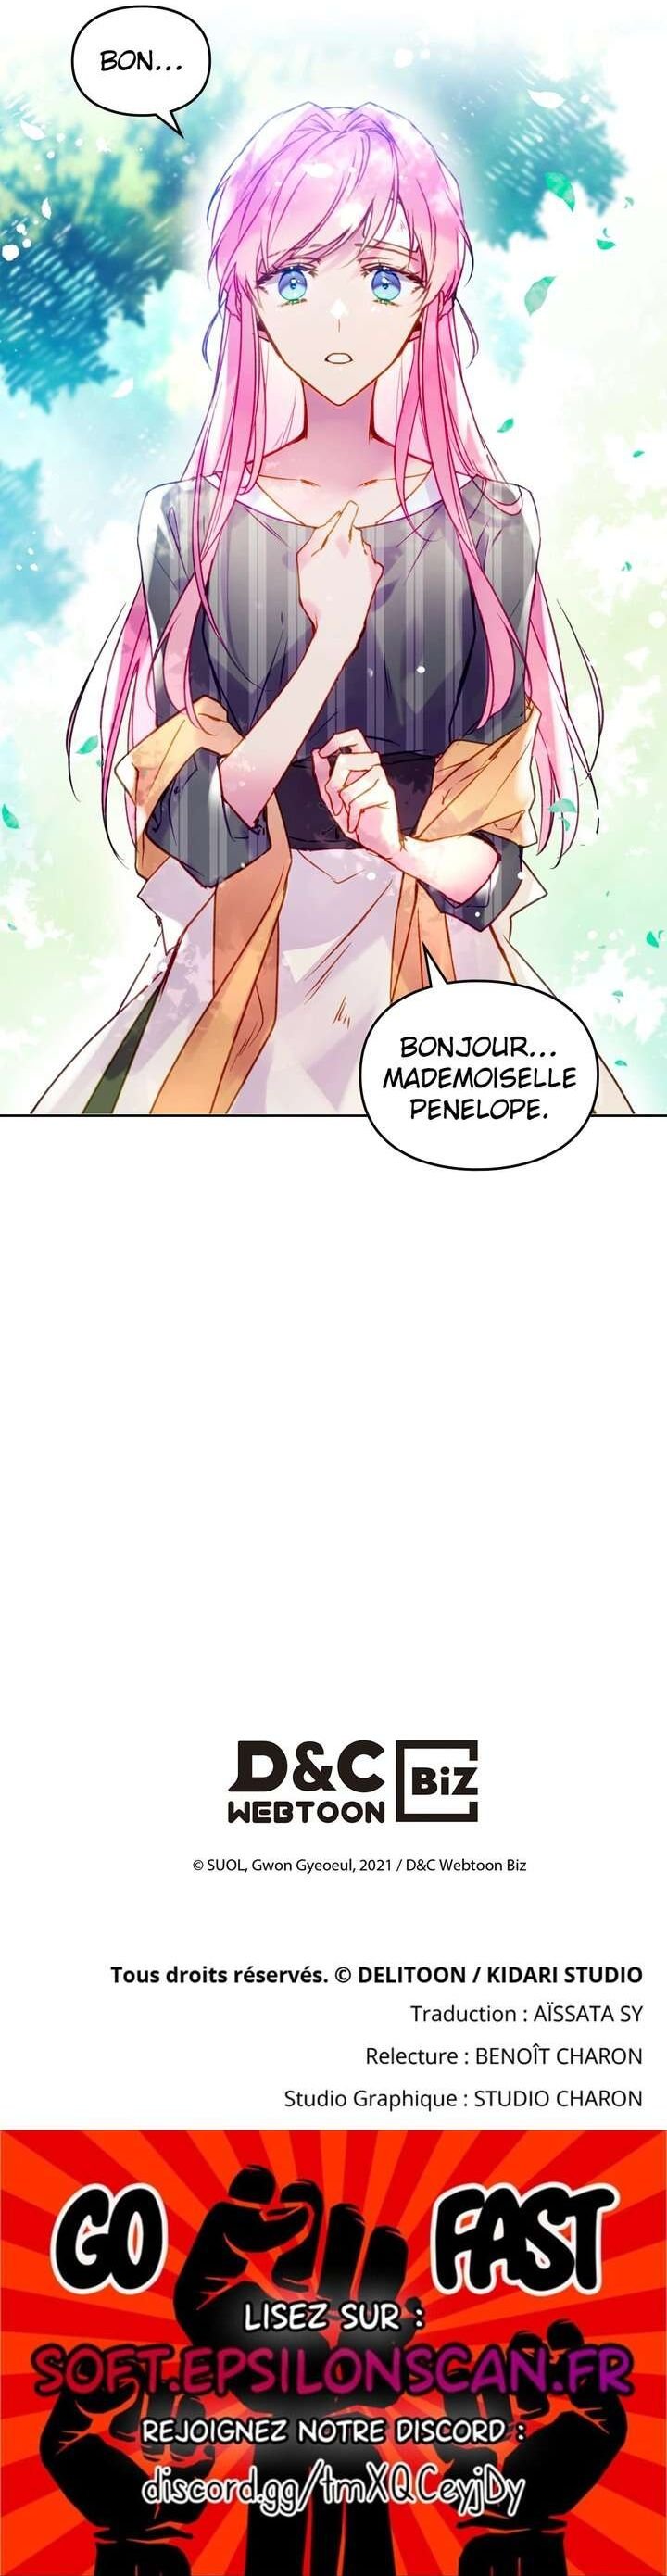 BON...
BONJOUR...
MADEMOISELLE
PENELOPE.
D&C
WEBTOON
BiZ
© SUOL, Gwon Gyeoeul, 2021 / D&C Webtoon Biz
Tous droits réservés. © DELITOON / KIDARI STUDIO
Traduction : AÏSSATA SY
Relecture : BENOÎT CHARON
Studio Graphique : STUDIO CHARON
GO FAST
LISEZ SUR :
SOFT.EPSILONSCAN.FR
REJOIGNEZ NOTRE DISCORD :
discord.gg/tmXQCeyjDy